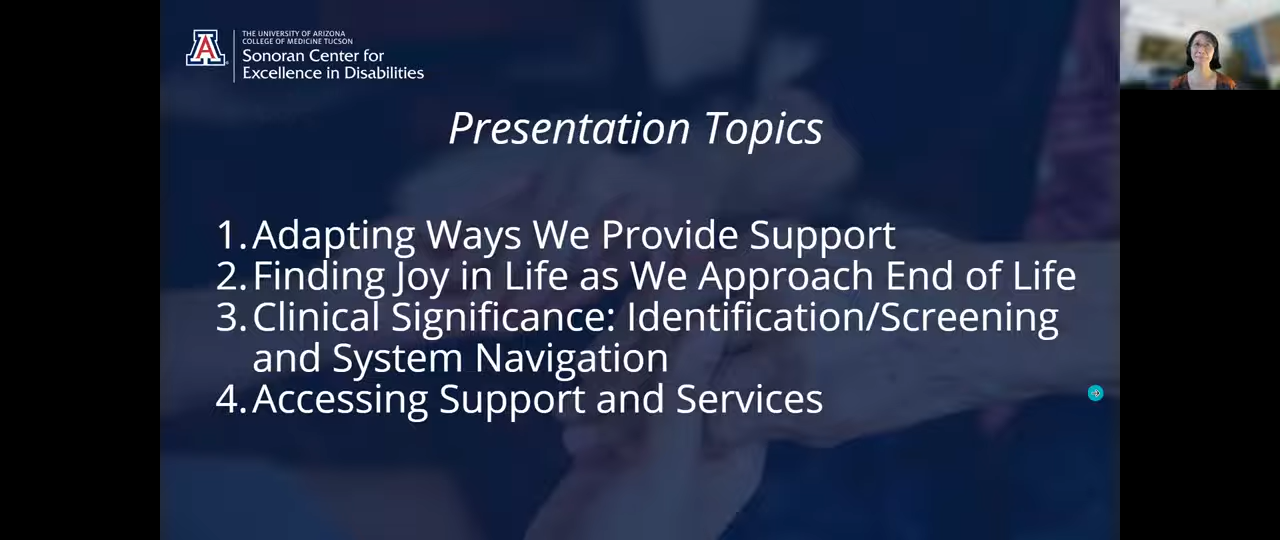 THE UNIVERSITY OF ARIZONA
COLLEGE OF MEDICINE TUCSON
Sonoran Center for
Excellence in Disabilities
A
Presentation Topics
1. Adapting Ways We Provide Support
2. Finding Joy in Life as We Approach End of Life
3. Clinical Significance: Identification/Screening
and System Navigation
4. Accessing Support and Services